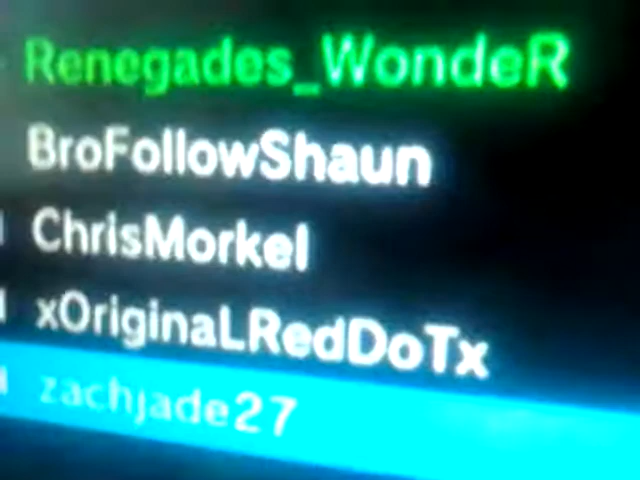 Renegades_WondeR
BroFollowShaun
ChrisMorkel
xOriginaLRedDoTx
zachjade27